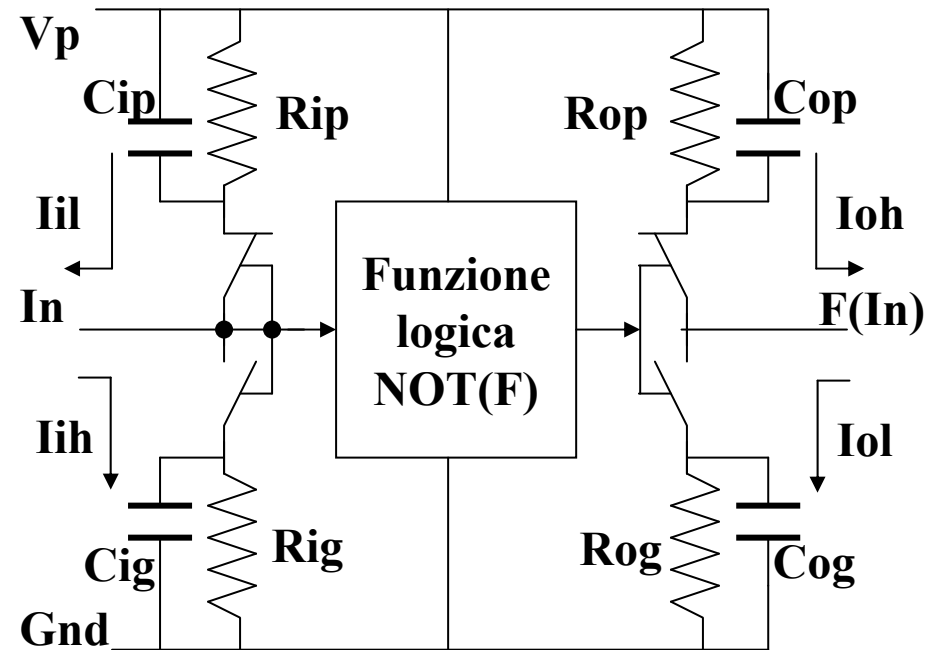 Vp
Cip
Rip
Rop
Cop
Iil
Ioh
In
Funzione
logica
NOT(F)
F(In)
Iih
Iol
Cig
Rig
Rog
Cog
Gnd